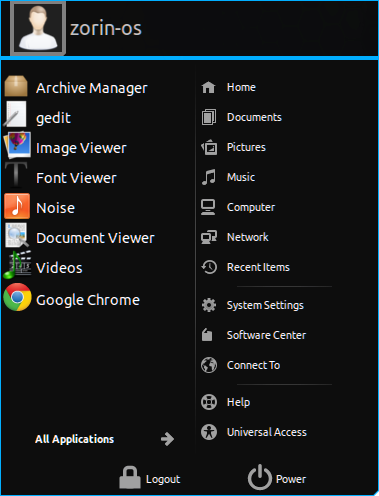 zorin-os
Archive Manager
gedit
Image Viewer
Font Viewer
Noise
Document Viewer
Videos
Google Chrome
All Applications
Home
Documents
Pictures
Music
Computer
Network
Recent Items
System Settings
Software Center
Connect To
Help
Universal Access
Logout
Power